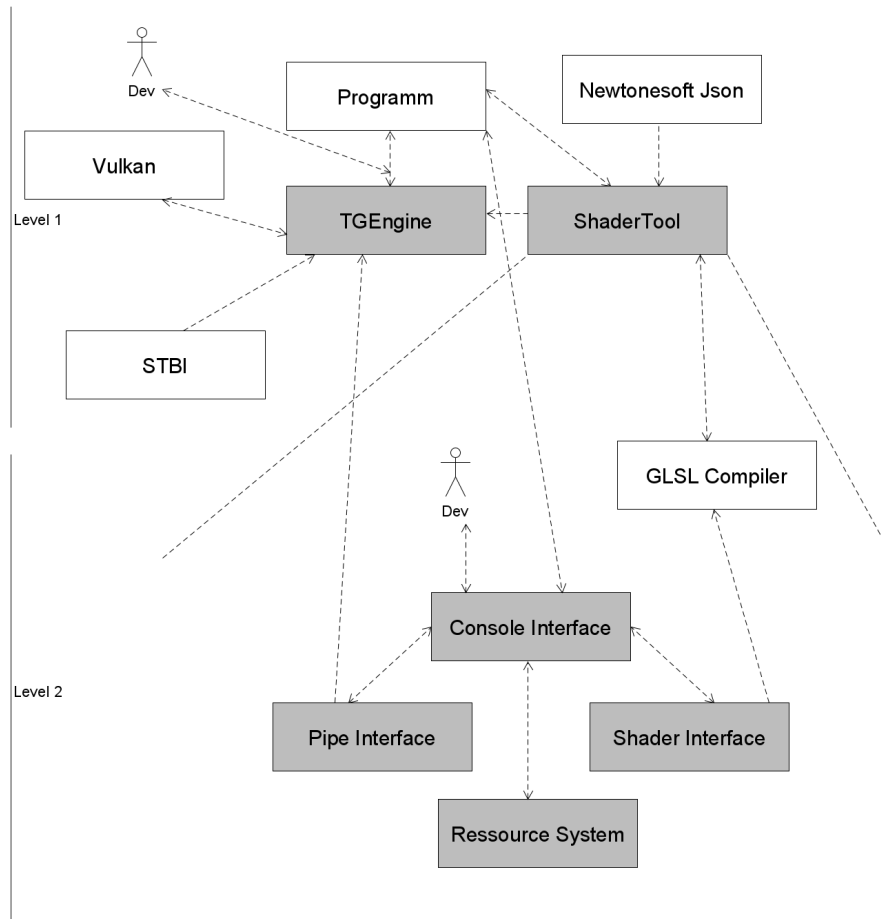 Dev
Programm
Newtonesoft Json
Vulkan
Level 1
TGEngine
ShaderTool
STBI
GLSL Compiler
Dev
Console Interface
Level 2
Pipe Interface
Shader Interface
Ressource System